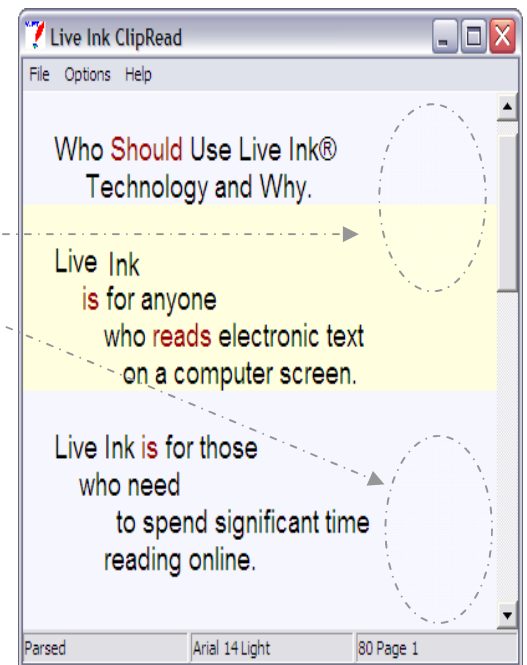 Live Ink ClipRead
File Options Help
Who Should Use Live Ink®
Technology and Why.
Live Ink
is for anyone
who reads electronic text
on a computer screen.
Live Ink is for those
who need
to spend significant time
reading online.
Parsed Arial 14 Light 80 Page 1